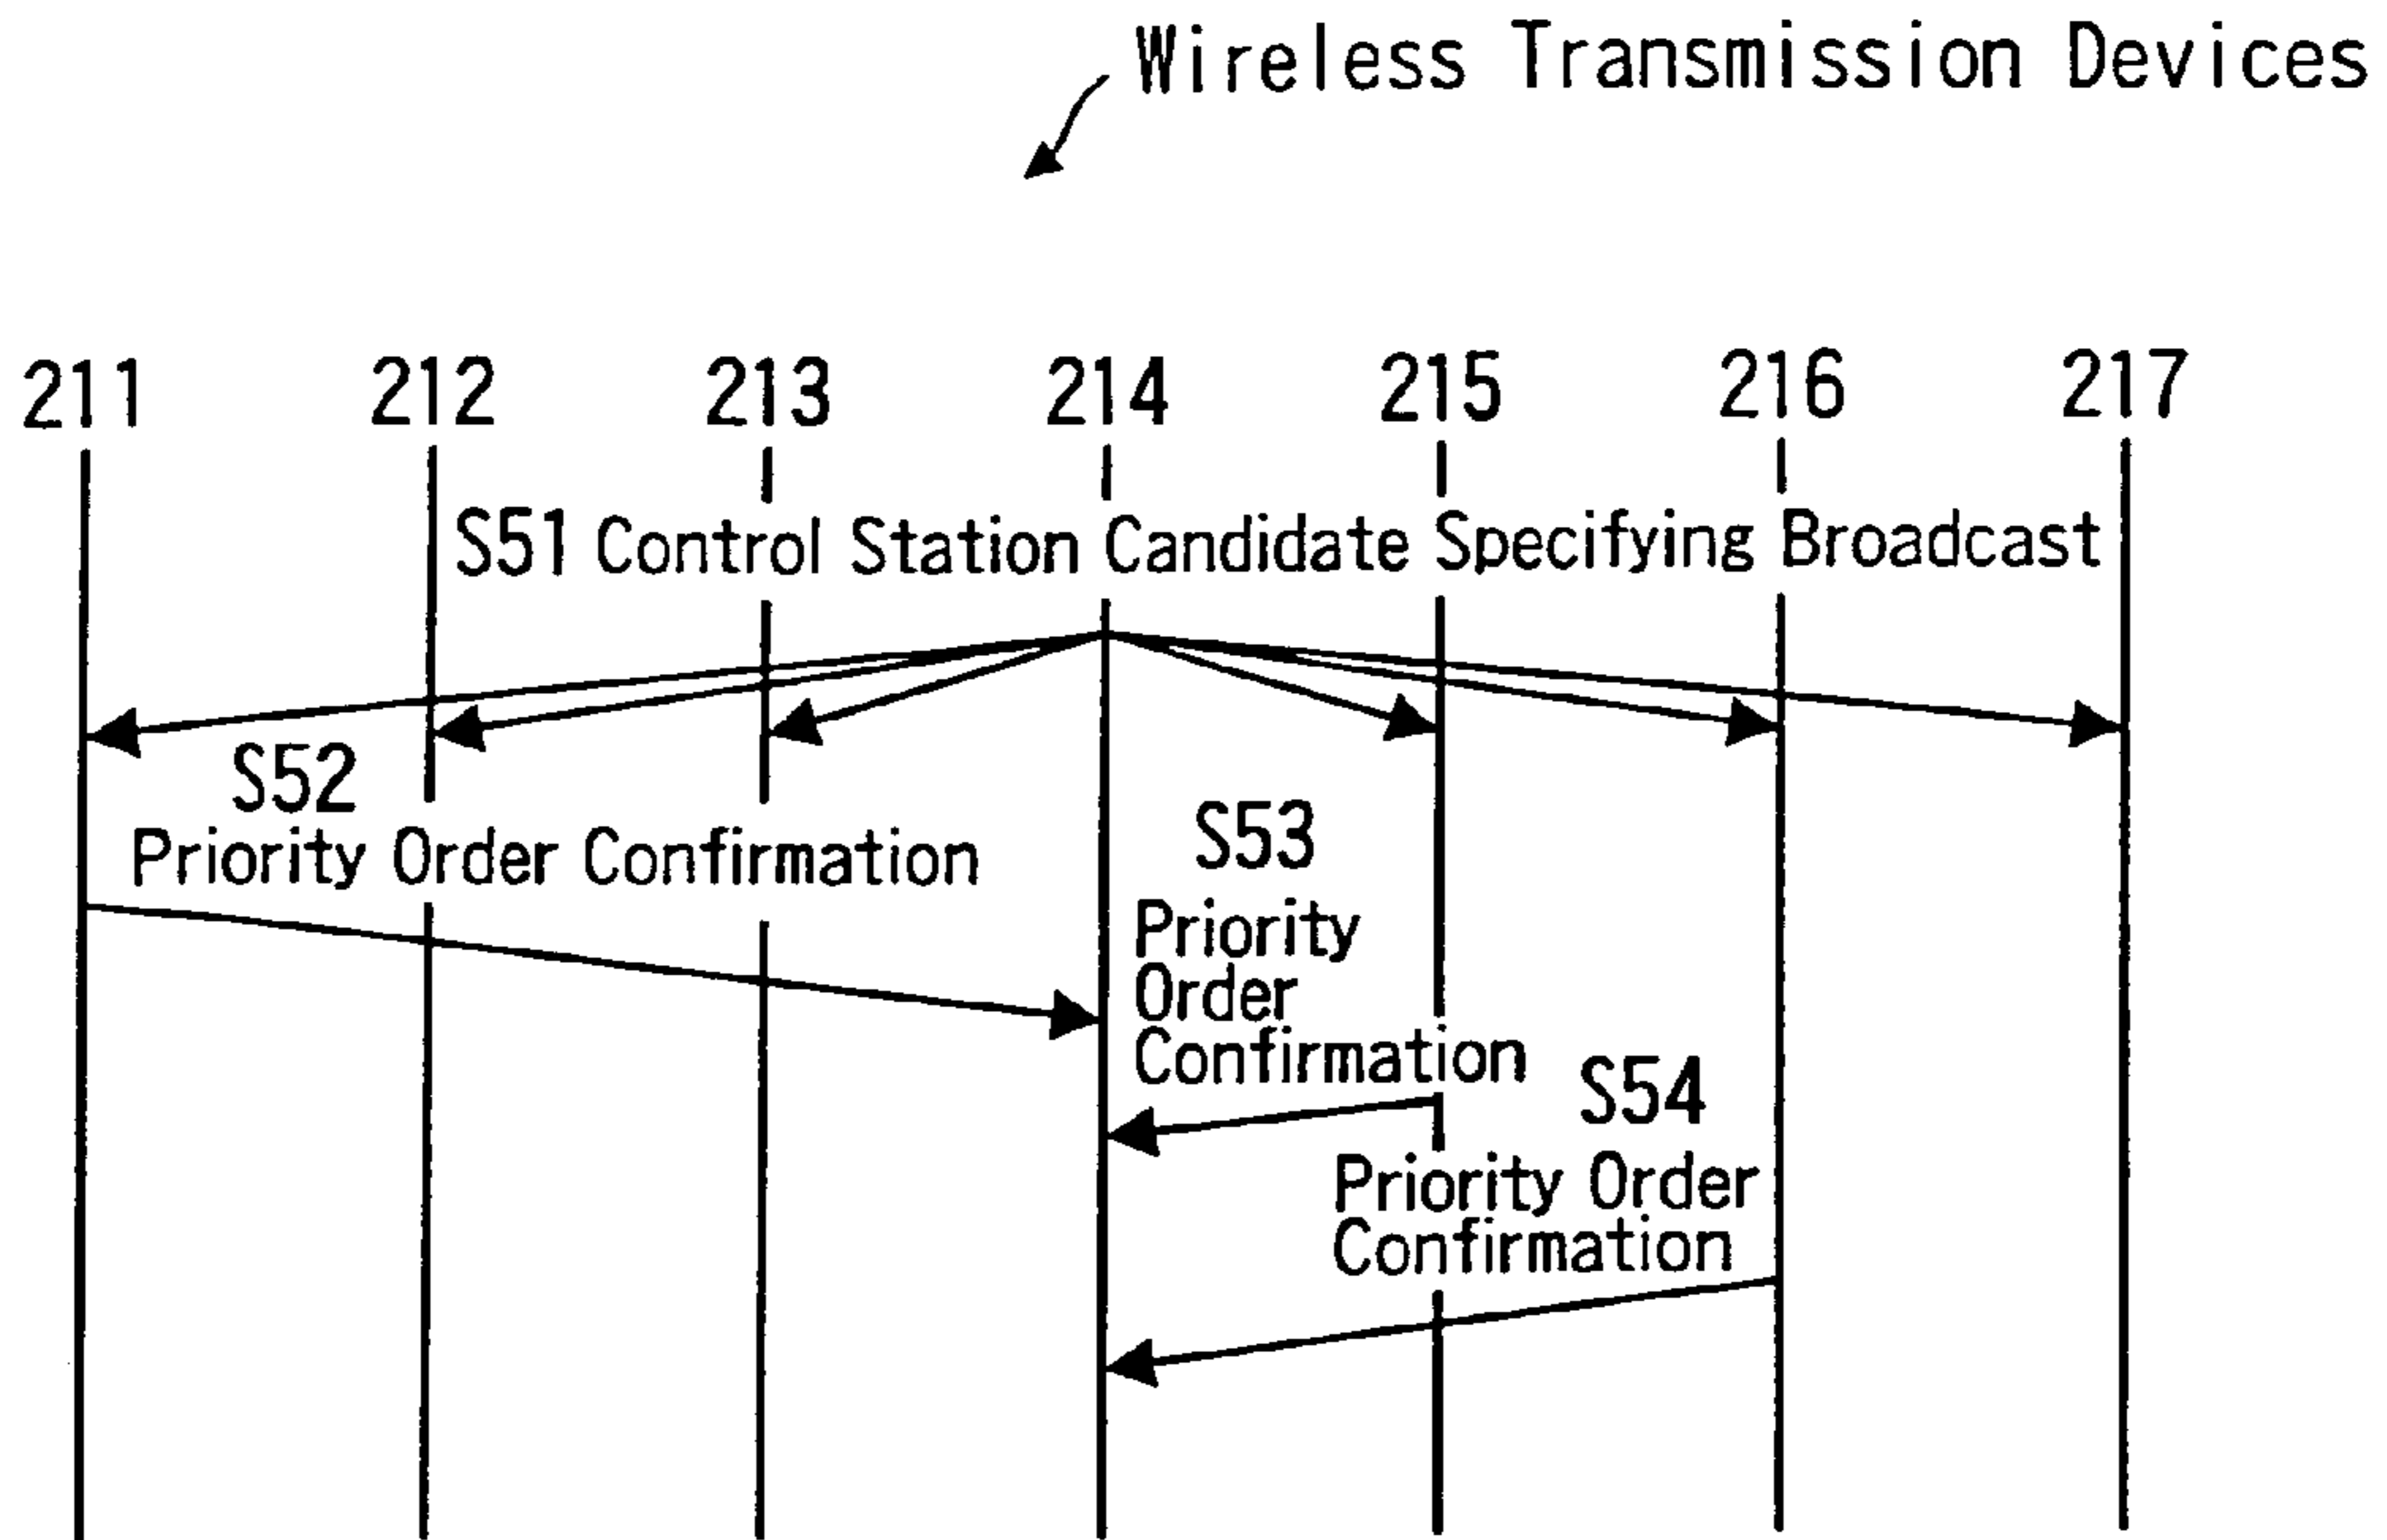 Wireless Transmission Devices
211 212 213 214 215 216 217
S51 Control Station Candidate Specifying Broadcast
S52
Priority Order Confirmation
S53
Priority
Order
Confirmation
S54
Priority Order
Confirmation